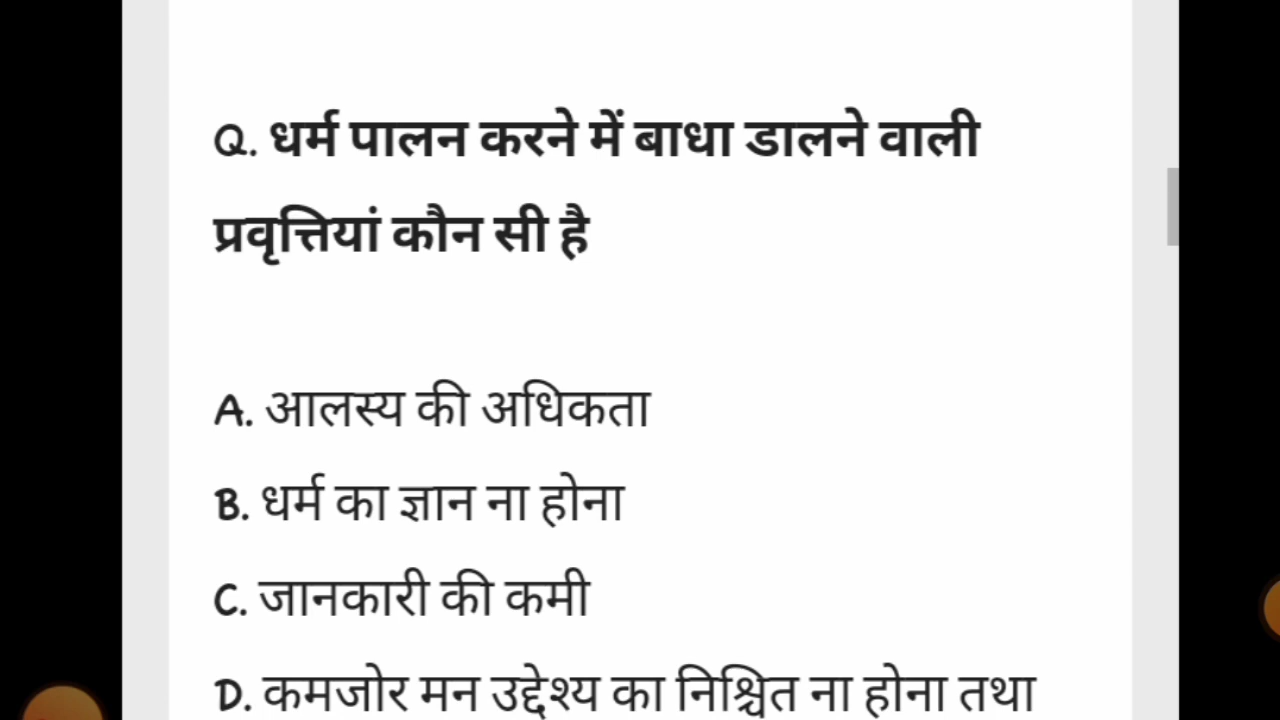 Q. धर्म पालन करने में बाधा डालने वाली
प्रवृत्तियां कौन सी है
A. आलस्य की अधिकता
B. धर्म का ज्ञान ना होना
C. जानकारी की कमी
D. कमजोर मन उद्देश्य का निश्चित ना होना तथा